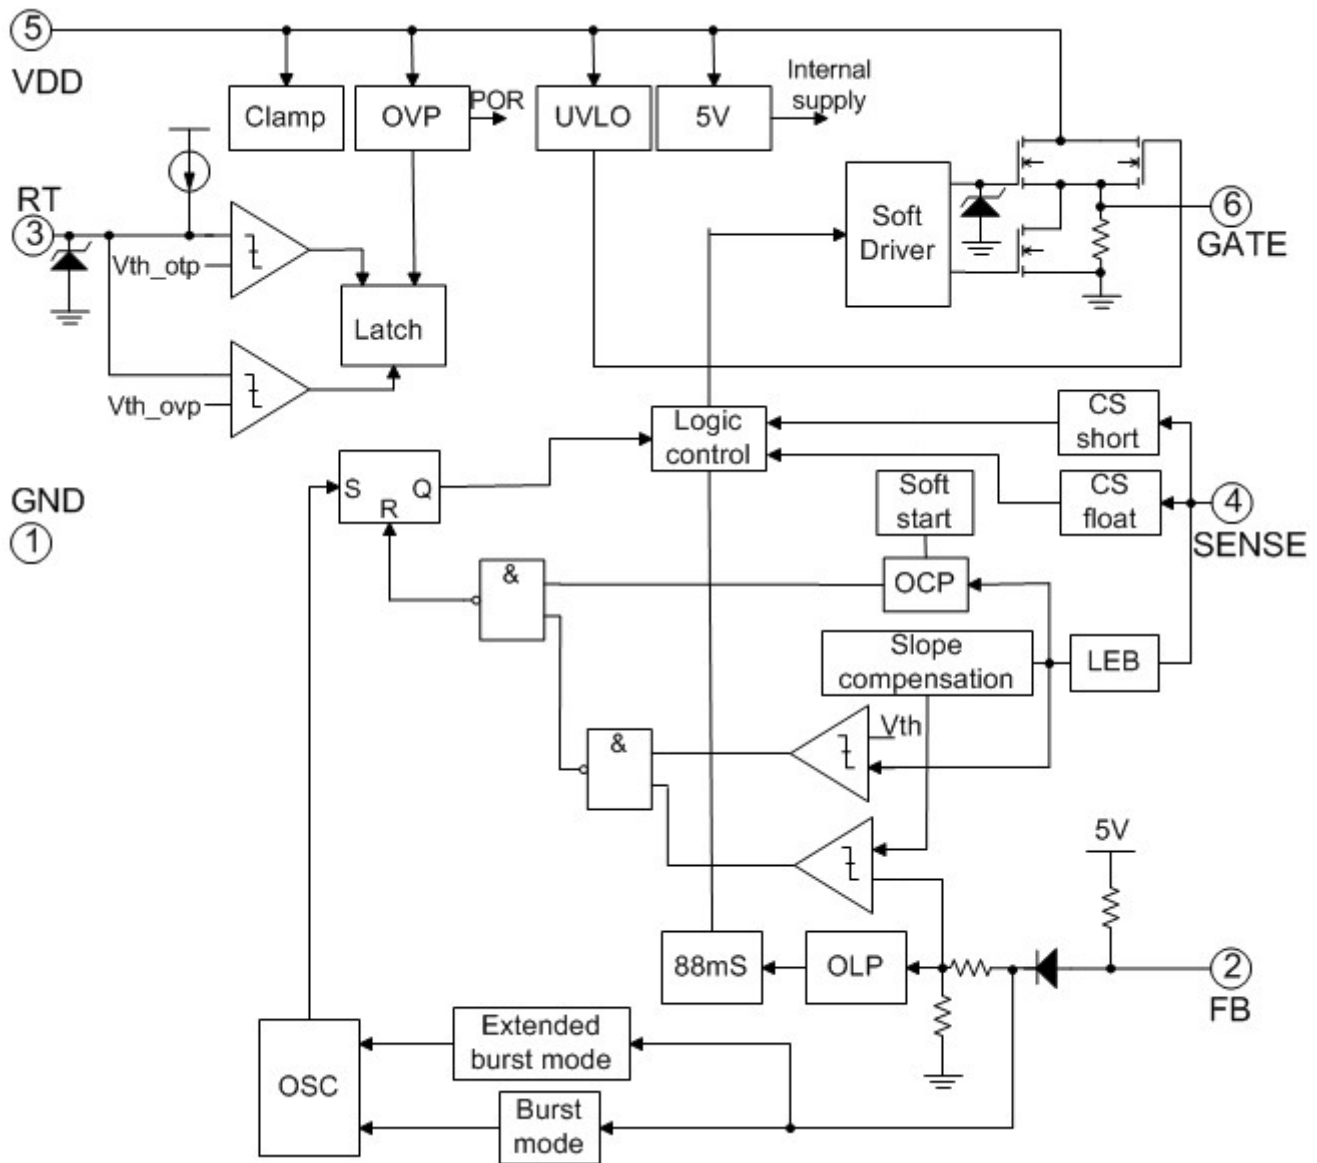 5
VDD
Clamp
OVP
POR
UVLO
5V
Internal
supply
RT
3
Vth_otp
Latch
Vth_ovp
Soft
Driver
6
GATE
Logic
control
CS
short
CS
float
4
SENSE
GND
1
S
Q
R
Soft
start
&
OCP
Slope
compensation
LEB
&
Vth
5V
88mS
OLP
2
FB
Extended
burst mode
OSC
Burst
mode